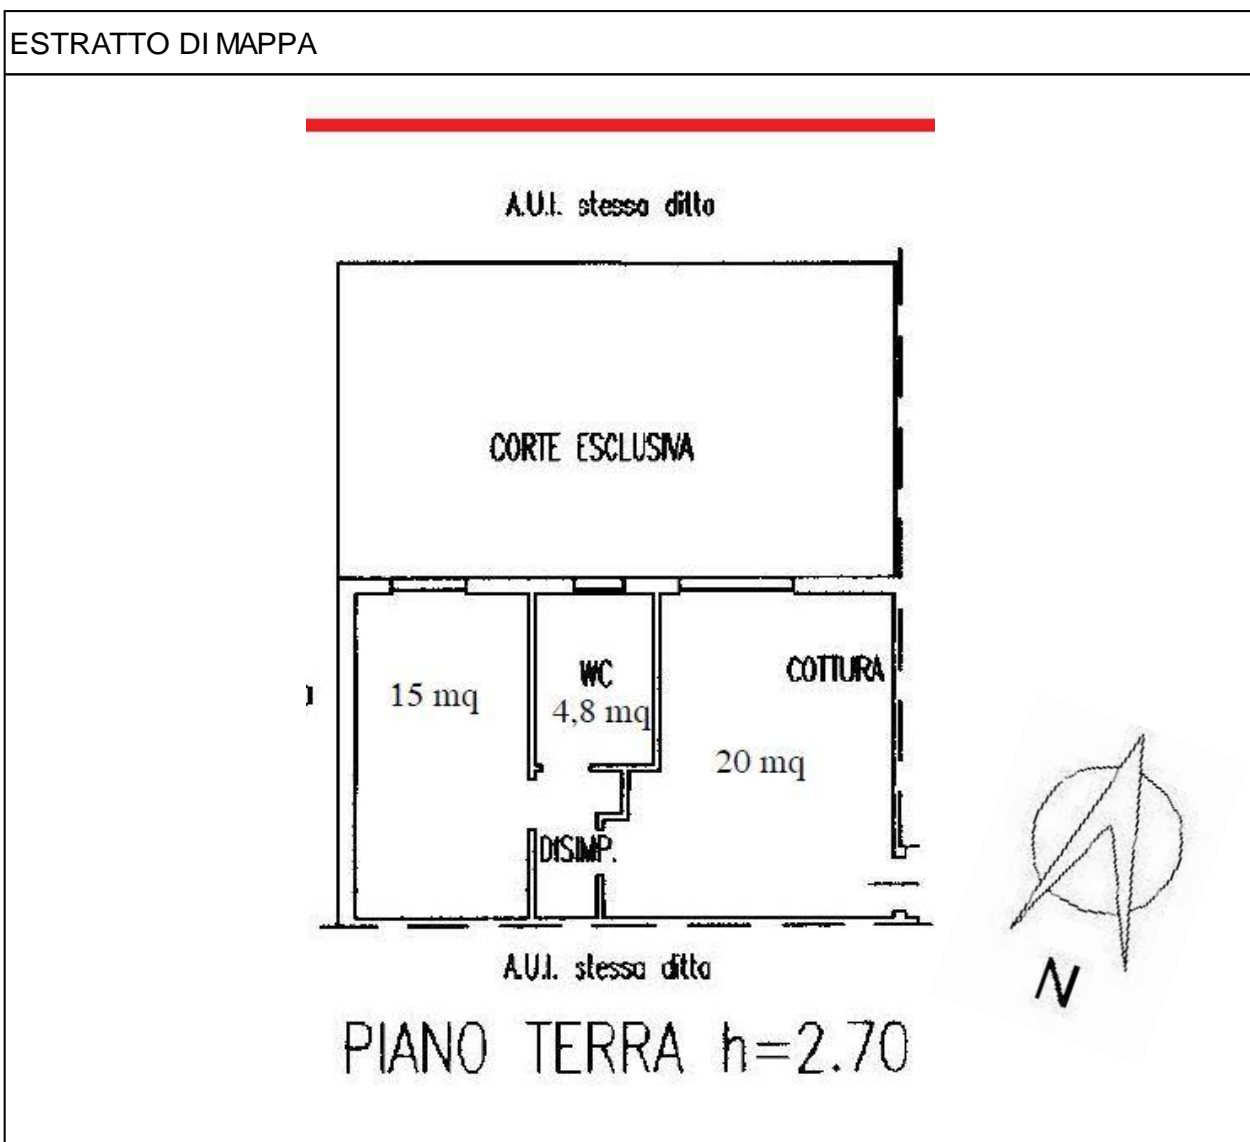 ESTRATTO DI MAPPA
A.U.I. stessa ditta
CORTE ESCLUSIVA
WC
COTTURA
15 mq
4,8 mq
20 mq
DISIMP.
A.U.I. stessa ditta
N
PIANO TERRA h=2.70